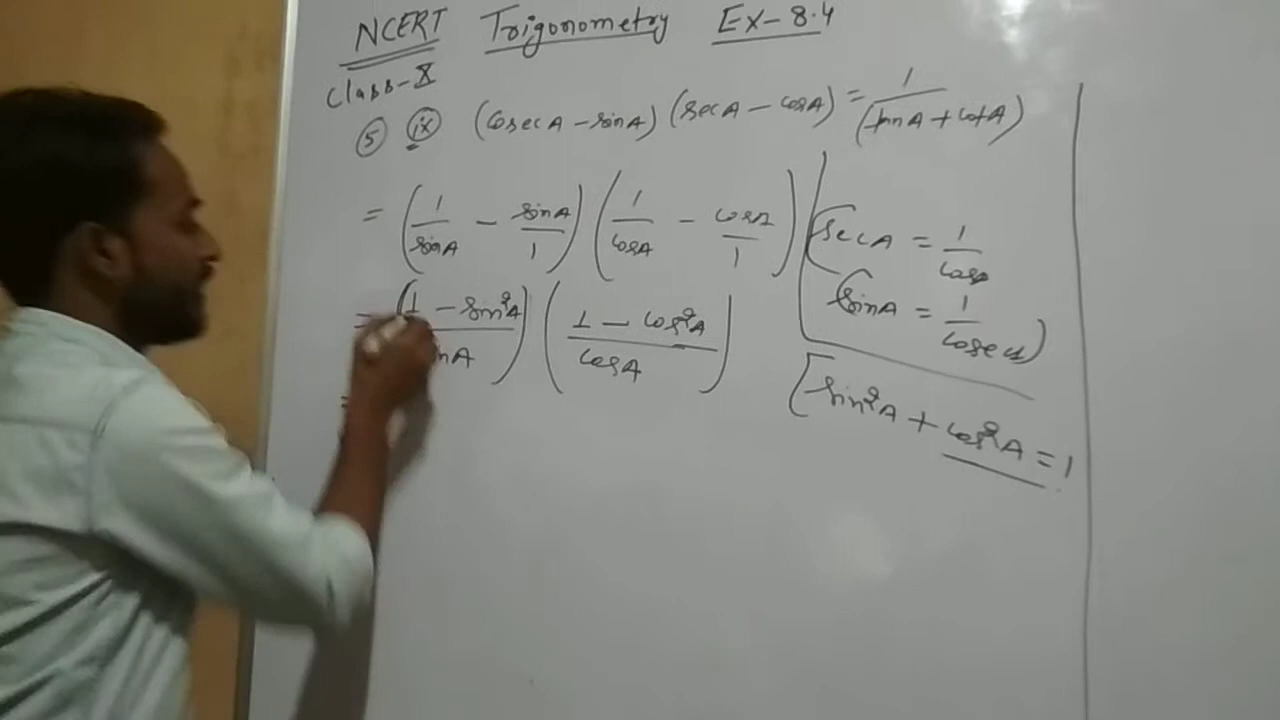 NCERT Trigonometry Ex-8.4
Class-X
5 ix (CosecA - sinA) (secA - cosA) = 1/(tanA + cotA)
= (1/sinA - sinA/1) (1/cosA - cosA/1)
= (1 - sin²A/inA) (1 - cos²A/cosA)
=
secA = 1/cosA
(sinA = 1/cosecA)
[sin²A + cos²A = 1